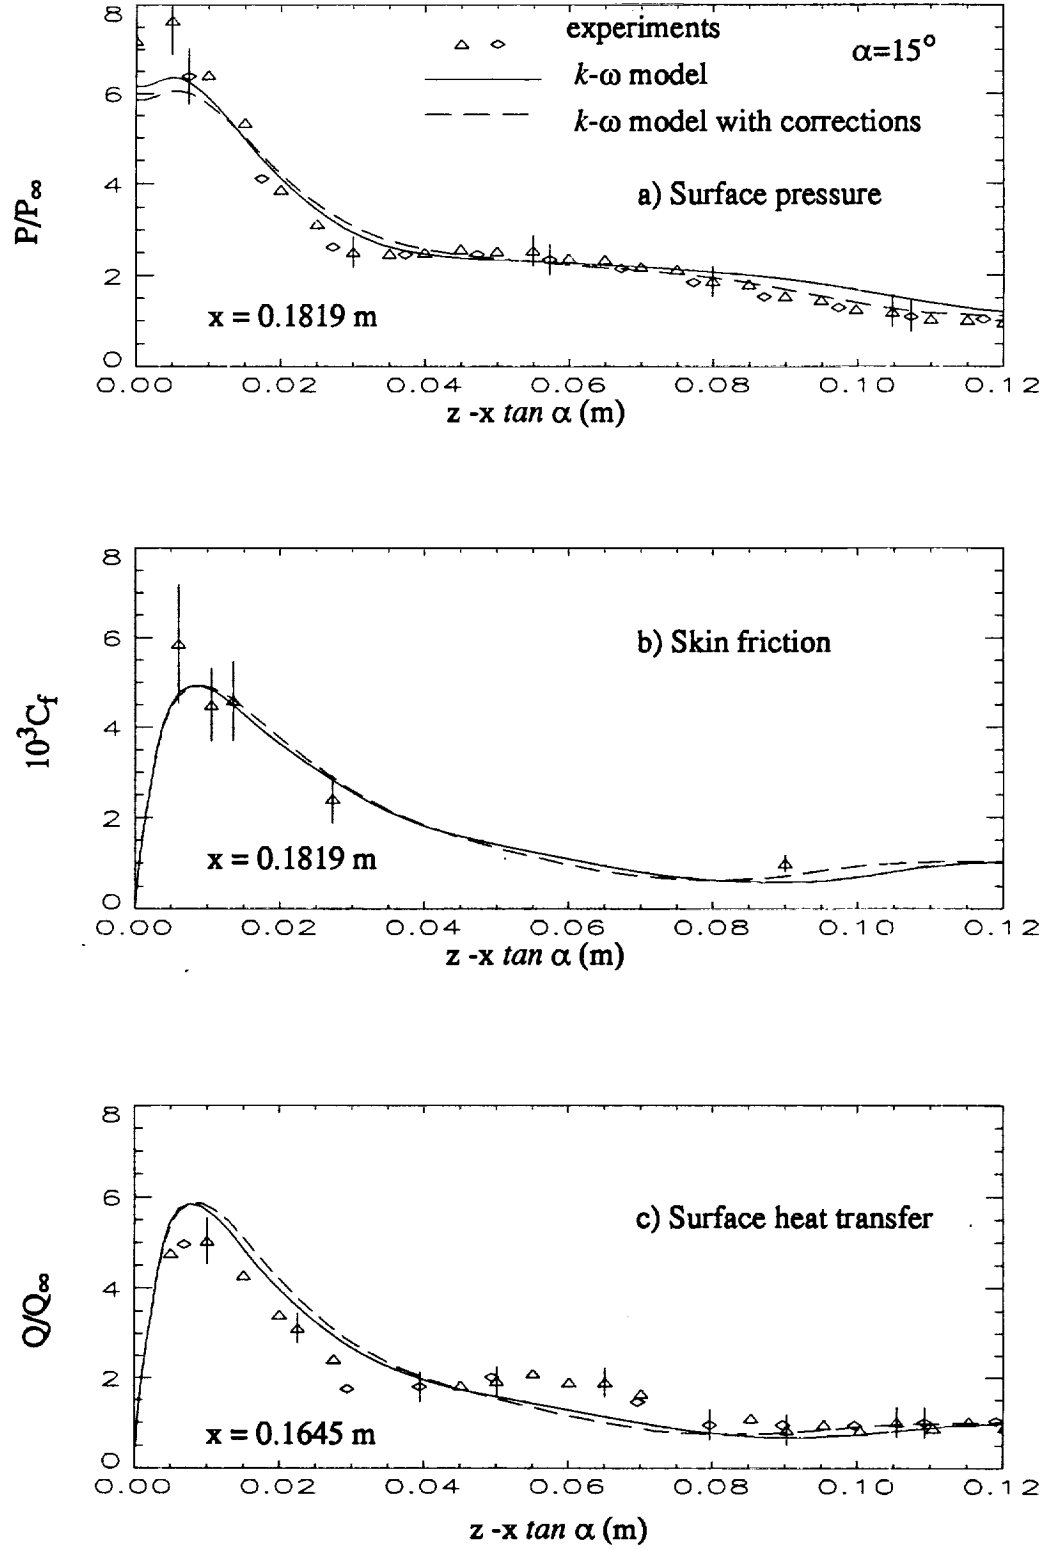 8
6
4
2
0
P/P∞
experiments
α=15°
k-ω model
k-ω model with corrections
a) Surface pressure
x = 0.1819 m
0.00 0.02 0.04 0.06 0.08 0.10 0.12
z -x tan α (m)
8
6
4
2
0
10³Cf
b) Skin friction
x = 0.1819 m
0.00 0.02 0.04 0.06 0.08 0.10 0.12
z -x tan α (m)
8
6
4
2
0
Q/Q∞
c) Surface heat transfer
x = 0.1645 m
0.00 0.02 0.04 0.06 0.08 0.10 0.12
z -x tan α (m)